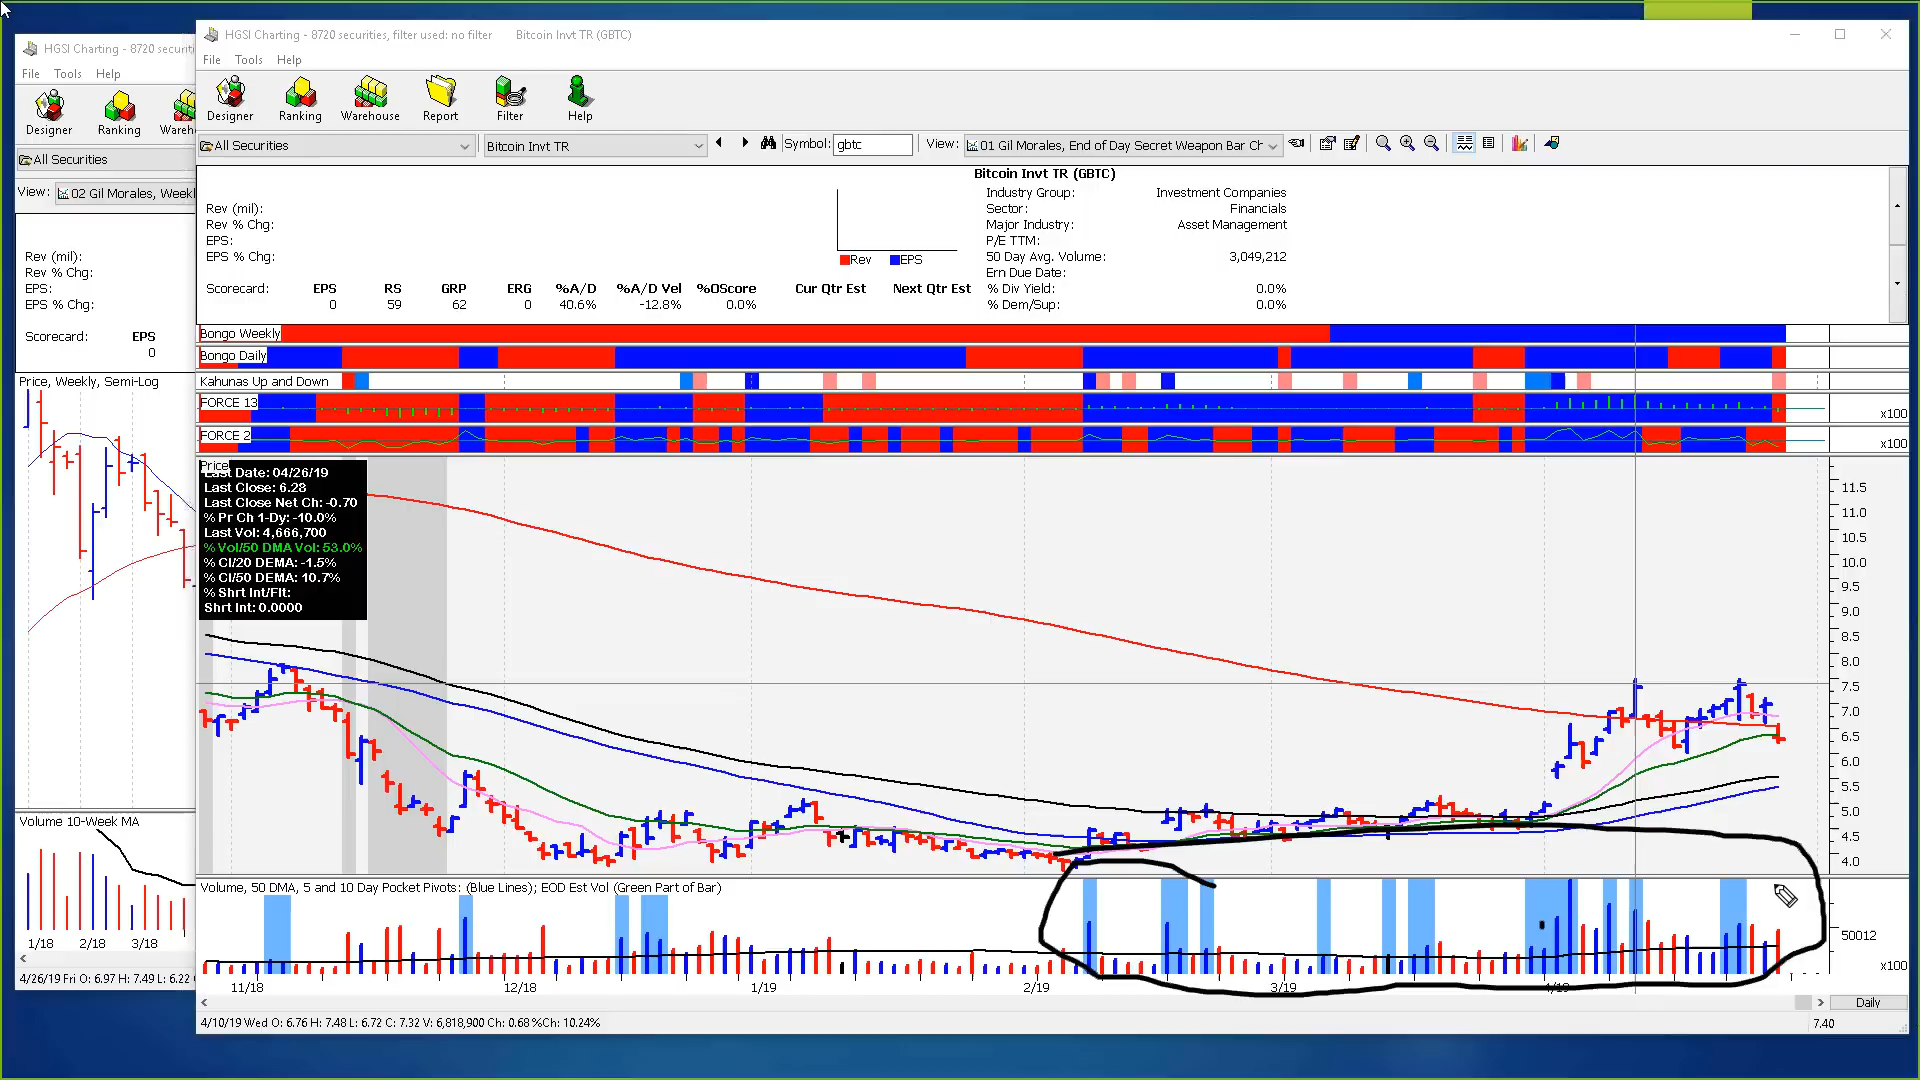 HGSI Charting - 8720 securities, filter used: no filter Bitcoin Invt TR (GBTC)
HGSI Charting - 8720 securiti
File Tools Help
File Tools Help
Designer Ranking Warehouse Report Filter Help
Designer Ranking Wareh
All Securities Bitcoin Invt TR Symbol: gbtc View: 01 Gil Morales, End of Day Secret Weapon Bar Ch
All Securities
View: 02 Gil Morales, Weekl
Bitcoin Invt TR (GBTC)
Industry Group: Investment Companies
Sector: Financials
Major Industry: Asset Management
P/E TTM:
50 Day Avg. Volume: 3,049,212
Ern Due Date:
% Div Yield: 0.0%
% Dem/Sup: 0.0%
Rev (mil):
Rev % Chg:
EPS:
EPS % Chg:
Rev EPS
Scorecard: EPS RS GRP ERG %A/D %A/D Vel %OScore Cur Qtr Est Next Qtr Est
0 59 62 0 40.6% -12.8% 0.0%
Rev (mil):
Rev % Chg:
EPS:
EPS % Chg:
Scorecard: EPS
0
Bongo Weekly
Bongo Daily
Kahunas Up and Down
FORCE 13
x100
FORCE 2
x100
Price
Last Date: 04/26/19
Last Close: 6.28
Last Close Net Ch: -0.70
% Pr Ch 1-Dy: -10.0%
Last Vol: 4,666,700
% Vol/50 DMA Vol: 53.0%
% Cl/20 DEMA: -1.5%
% Cl/50 DEMA: 10.7%
% Shrt Int/Flt:
Shrt Int: 0.0000
11.5
11.0
10.5
10.0
9.5
9.0
8.5
8.0
7.5
7.0
6.5
6.0
5.5
5.0
4.5
4.0
Price, Weekly, Semi-Log
Volume 10-Week MA
1/18 2/18 3/18
4/26/19 Fri O: 6.97 H: 7.49 L: 6.22
Volume, 50 DMA, 5 and 10 Day Pocket Pivots: (Blue Lines); EOD Est Vol (Green Part of Bar)
50012
x100
11/18 12/18 1/19 2/19 3/19 4/19
Daily
4/10/19 Wed O: 6.76 H: 7.48 L: 6.72 C: 7.32 V: 6,818,900 Ch: 0.68 %Ch: 10.24%
7.40